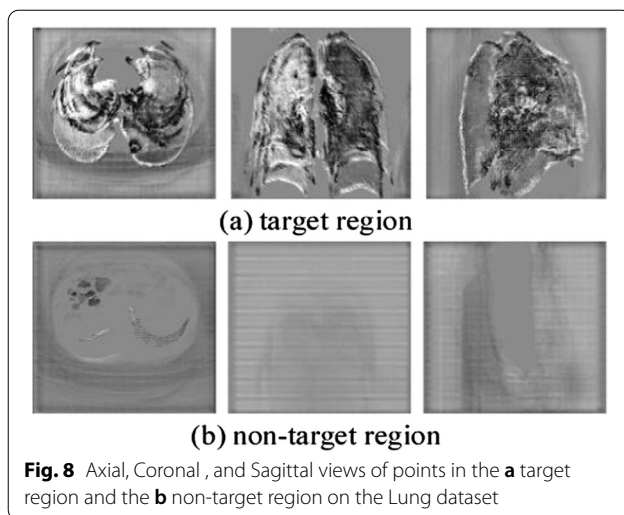 (a) target region
(b) non-target region
Fig. 8 Axial, Coronal , and Sagittal views of points in the a target
region and the b non-target region on the Lung dataset